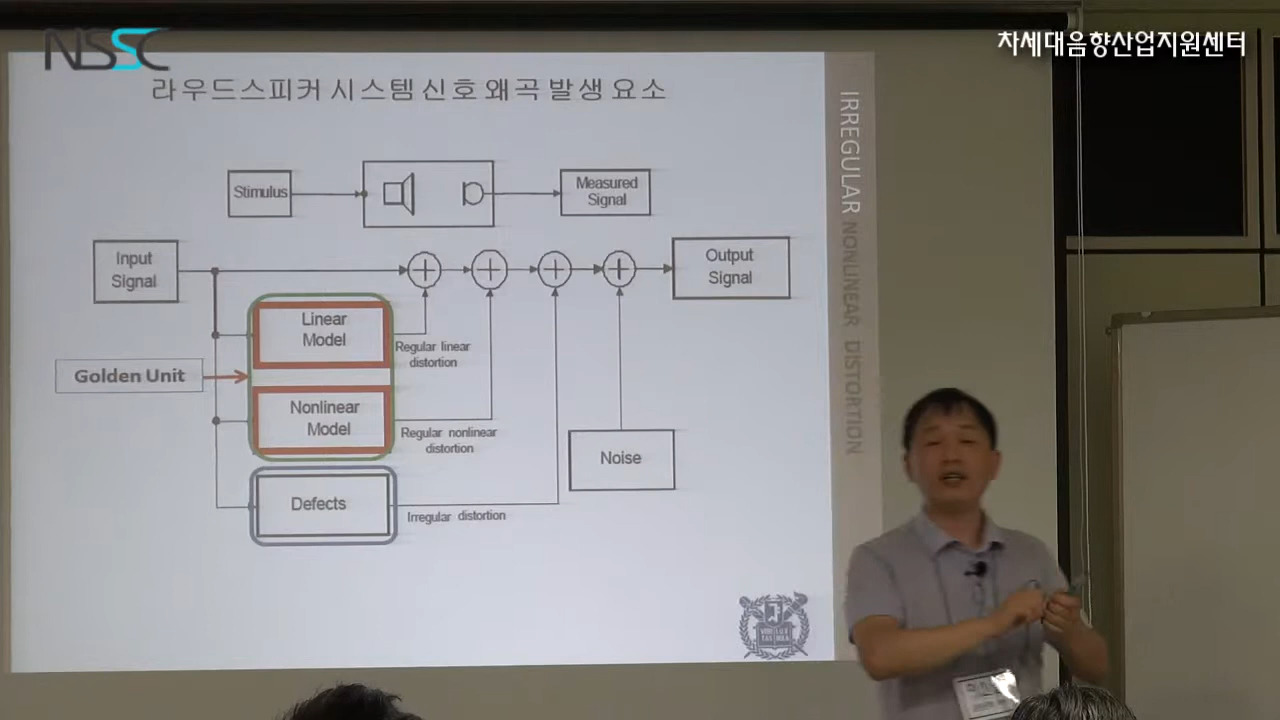 NSSC
차세대음향산업지원센터
라우드스피커 시스템 신호 왜곡 발생 요소
Stimulus
Measured
Signal
Input
Signal
Output
Signal
Linear
Model
Regular linear
distortion
Golden Unit
Nonlinear
Model
Regular nonlinear
distortion
Noise
Defects
Irregular distortion
IRREGULAR NONLINEAR DISTORTION